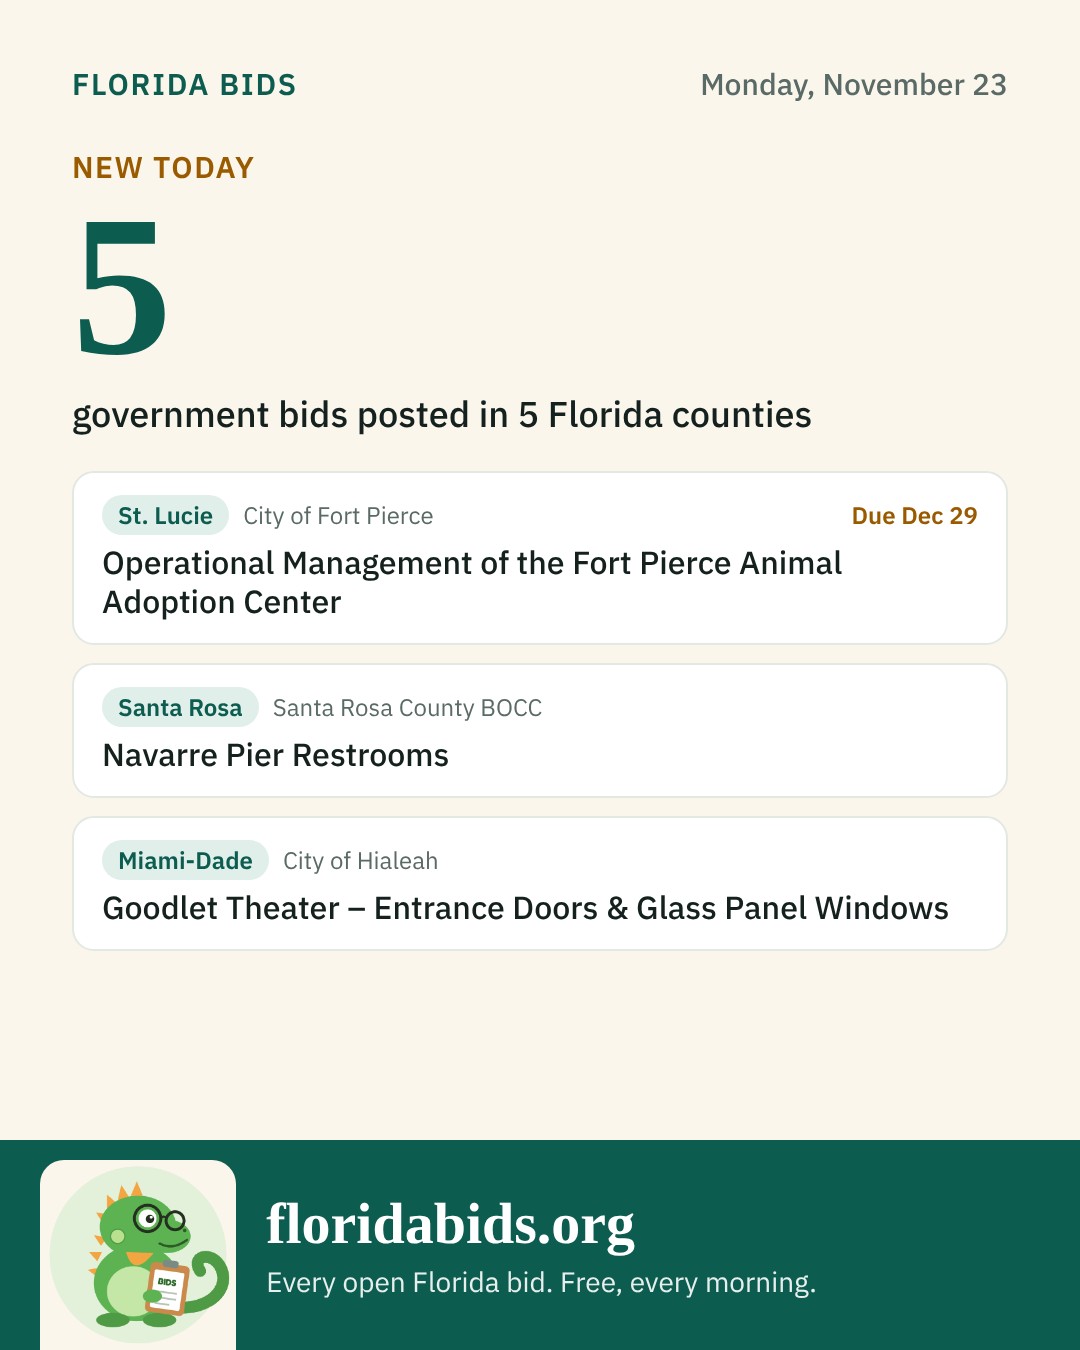 FLORIDA BIDS
Monday, November 23
NEW TODAY
5
government bids posted in 5 Florida counties
St. Lucie City of Fort Pierce Due Dec 29
Operational Management of the Fort Pierce Animal
Adoption Center
Santa Rosa Santa Rosa County BOCC
Navarre Pier Restrooms
Miami-Dade City of Hialeah
Goodlet Theater – Entrance Doors & Glass Panel Windows
BIDS
floridabids.org
Every open Florida bid. Free, every morning.